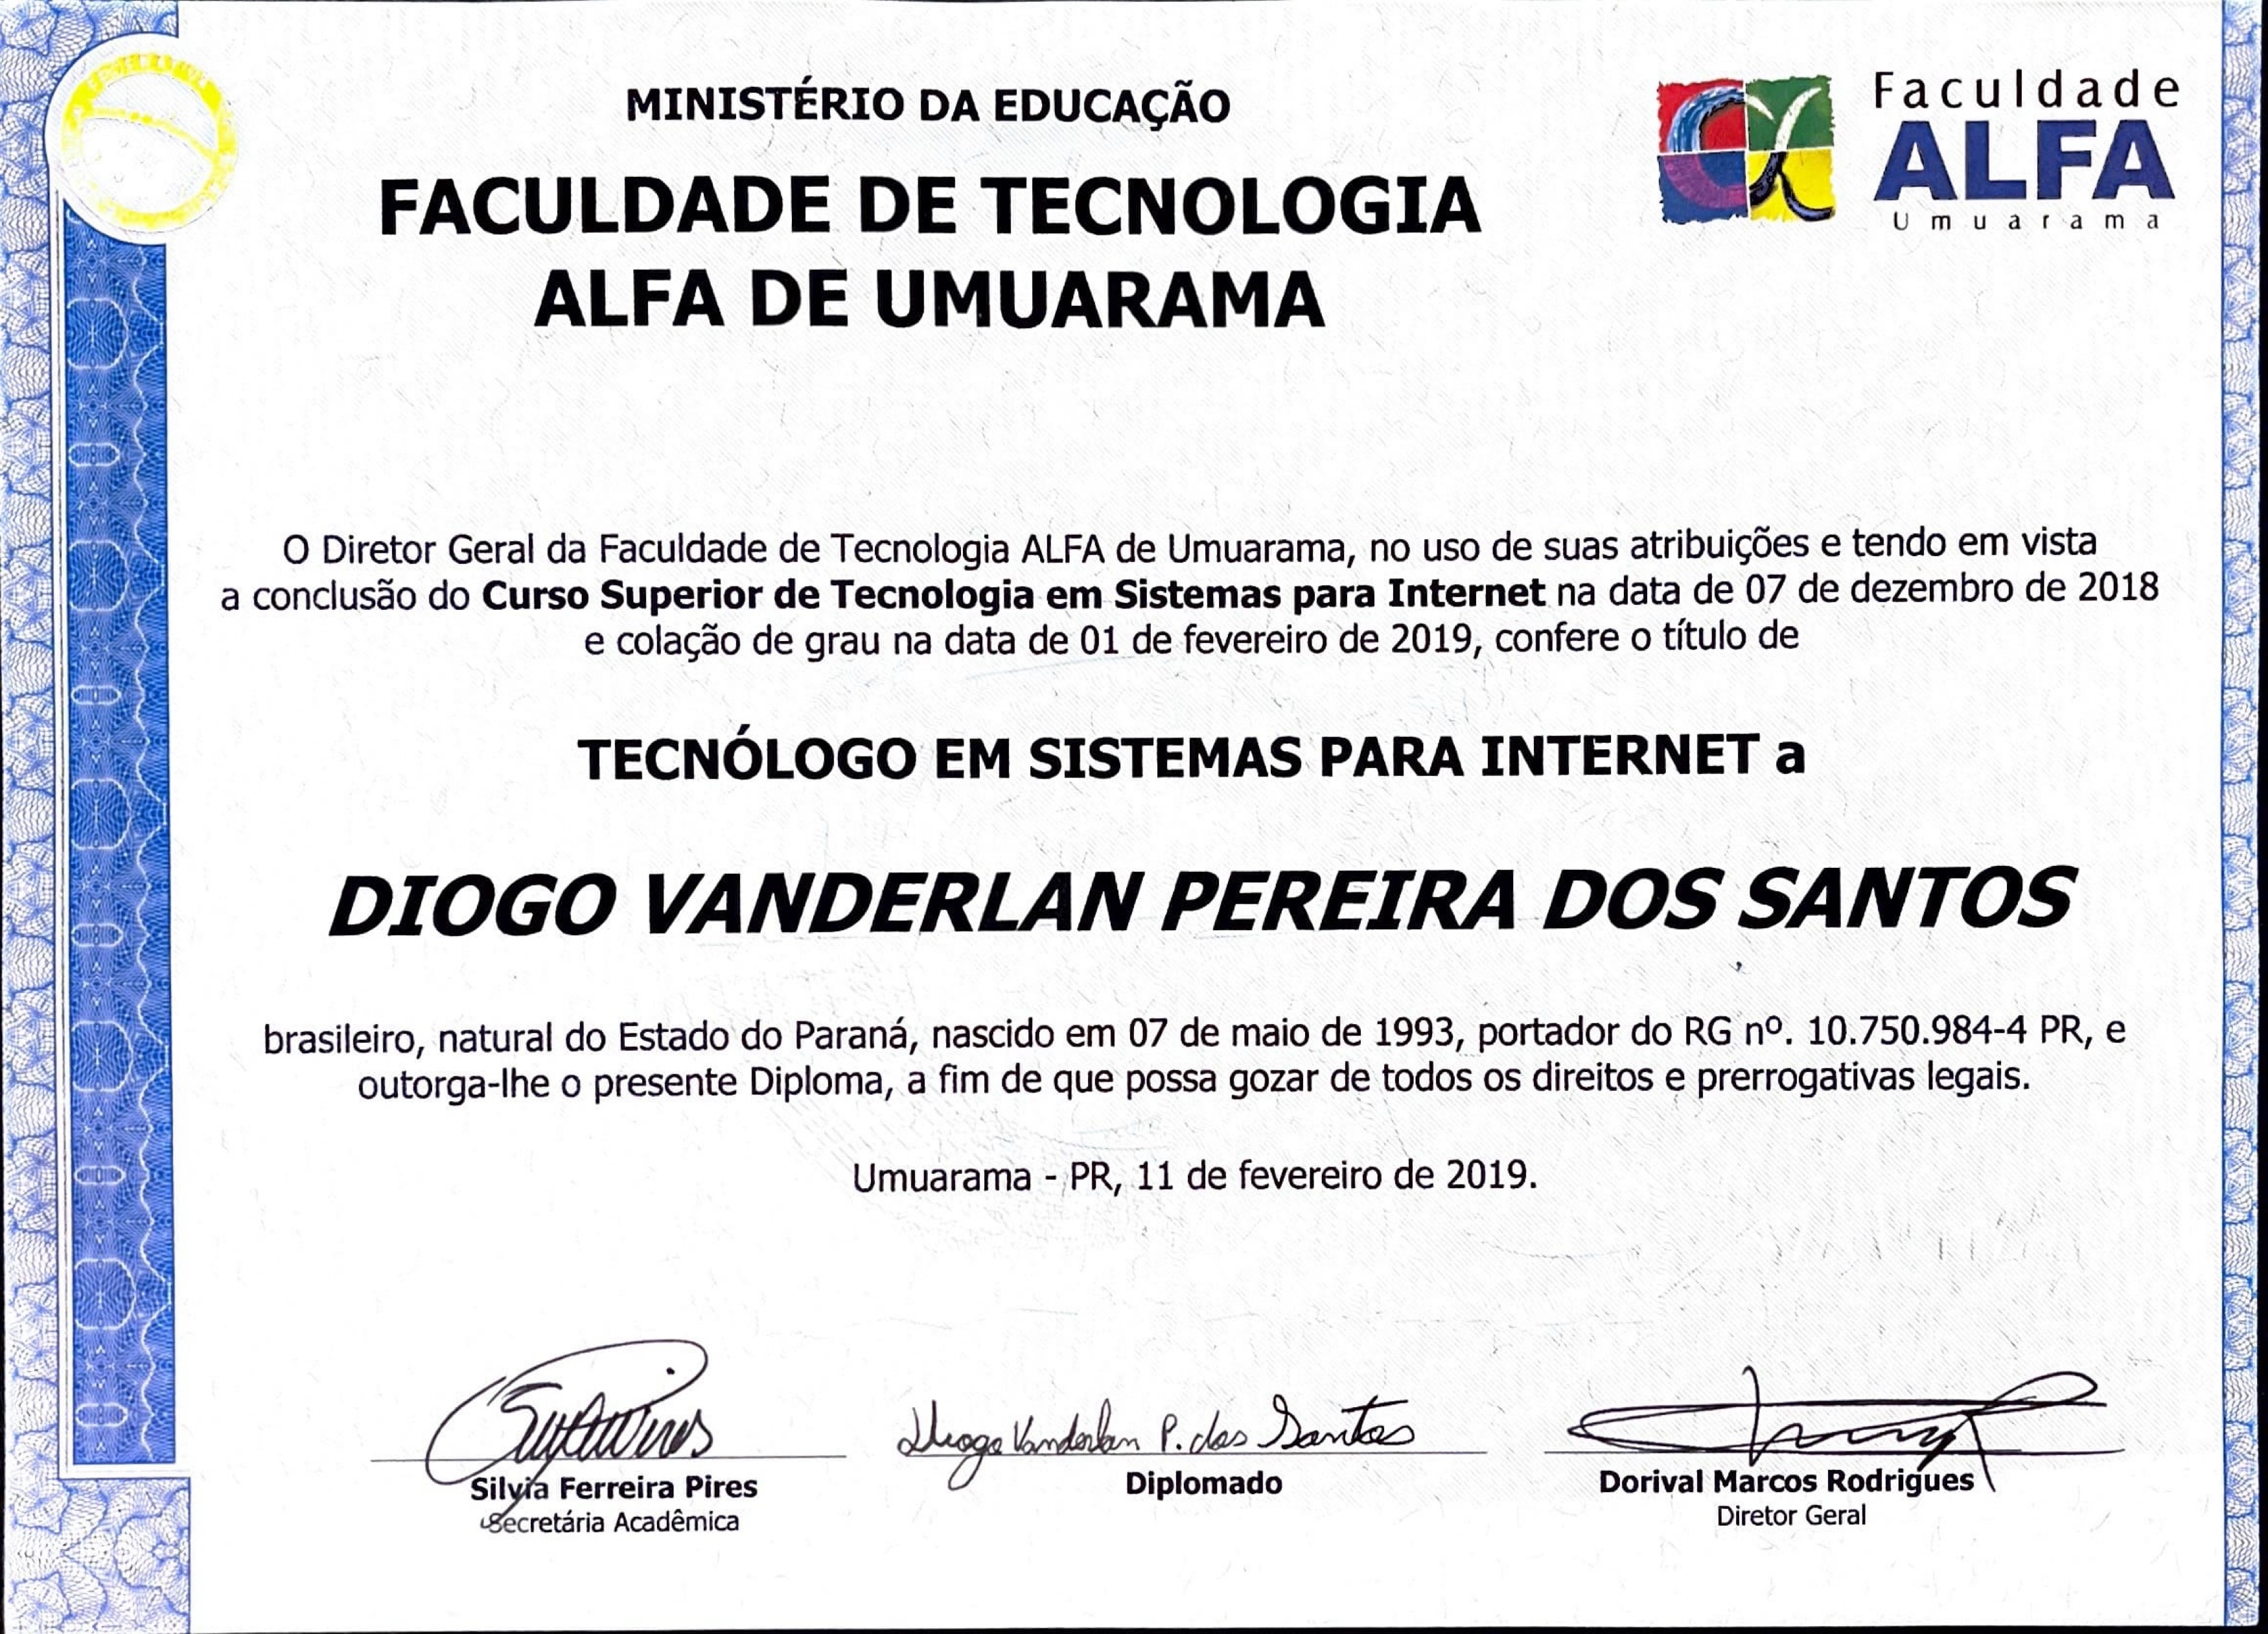 MINISTÉRIO DA EDUCAÇÃO
FACULDADE DE TECNOLOGIA
ALFA DE UMUARAMA
Faculdade
ALFA
Umuarama
O Diretor Geral da Faculdade de Tecnologia ALFA de Umuarama, no uso de suas atribuições e tendo em vista
a conclusão do Curso Superior de Tecnologia em Sistemas para Internet na data de 07 de dezembro de 2018
e colação de grau na data de 01 de fevereiro de 2019, confere o título de
TECNÓLOGO EM SISTEMAS PARA INTERNET a
DIOGO VANDERLAN PEREIRA DOS SANTOS
brasileiro, natural do Estado do Paraná, nascido em 07 de maio de 1993, portador do RG nº. 10.750.984-4 PR, e
outorga-lhe o presente Diploma, a fim de que possa gozar de todos os direitos e prerrogativas legais.
Umuarama - PR, 11 de fevereiro de 2019.
Diogo Vanderlan P. dos Santos
Silvia Ferreira Pires
Secretária Acadêmica
Diplomado
Dorival Marcos Rodrigues
Diretor Geral